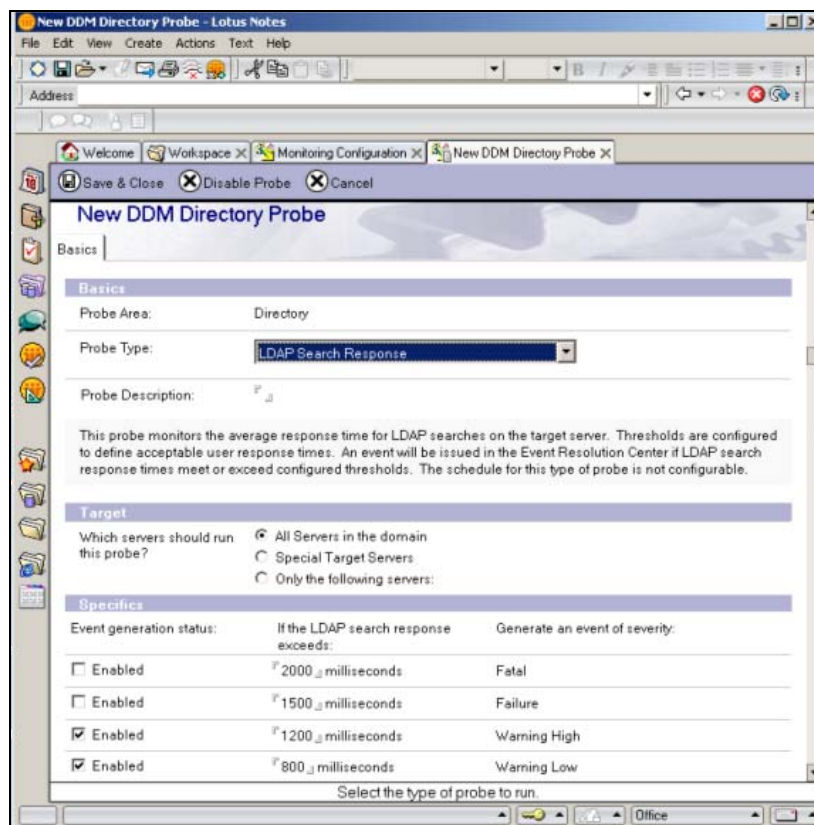 New DDM Directory Probe - Lotus Notes
File Edit View Create Actions Text Help
B I
Address
Welcome Workspace Monitoring Configuration New DDM Directory Probe
Save & Close Disable Probe Cancel
New DDM Directory Probe
Basics
Basics
Probe Area: Directory
Probe Type: LDAP Search Response
Probe Description:
This probe monitors the average response time for LDAP searches on the target server. Thresholds are configured
to define acceptable user response times. An event will be issued in the Event Resolution Center if LDAP search
response times meet or exceed configured thresholds. The schedule for this type of probe is not configurable.
Target
Which servers should run this probe?
All Servers in the domain
Special Target Servers
Only the following servers:
Specifics
Event generation status: If the LDAP search response exceeds: Generate an event of severity:
Enabled 2000 milliseconds Fatal
Enabled 1500 milliseconds Failure
Enabled 1200 milliseconds Warning High
Enabled 800 milliseconds Warning Low
Select the type of probe to run.
Office